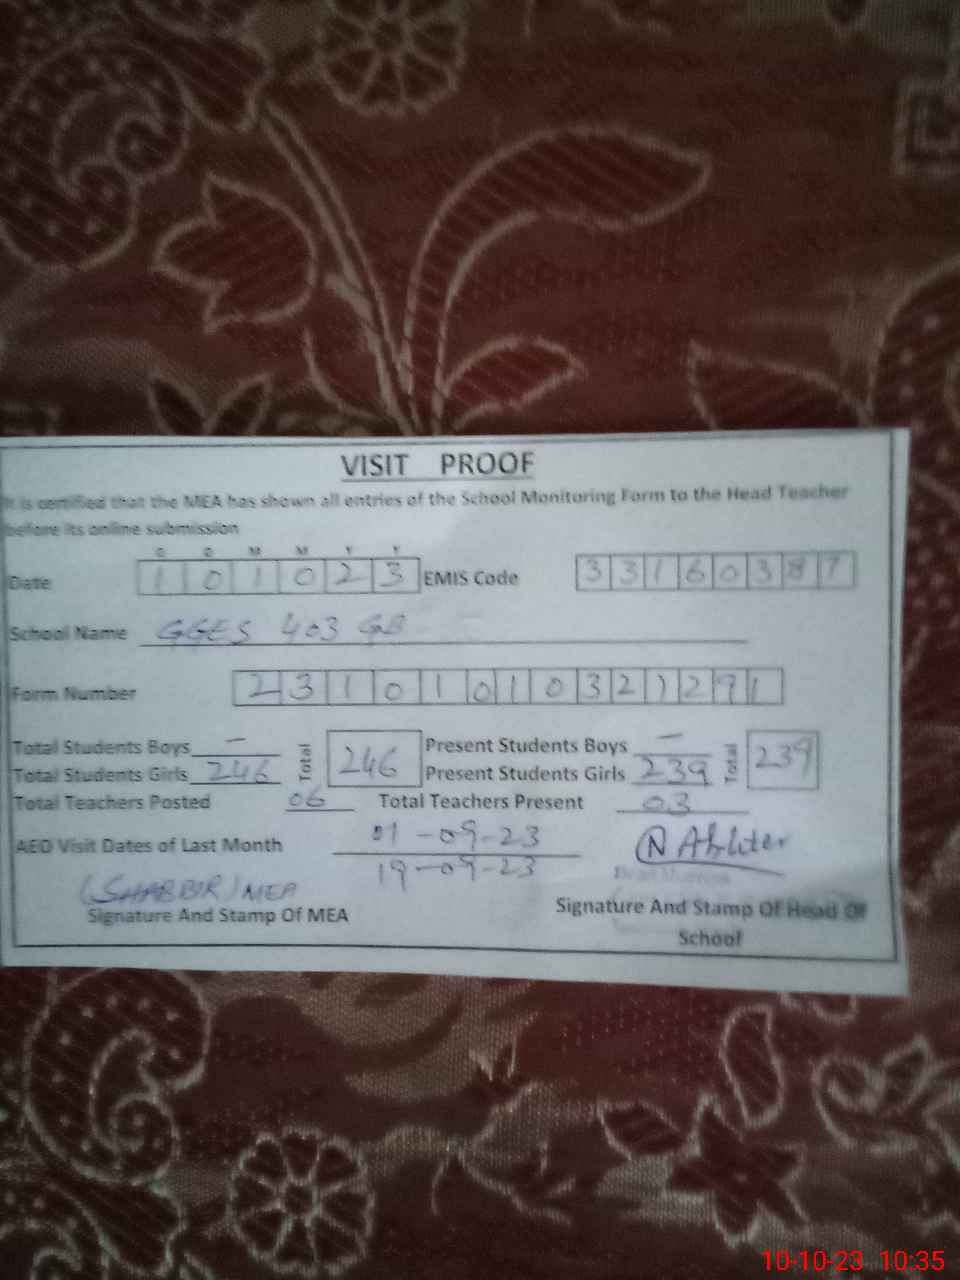 VISIT PROOF
It is certified that the MEA has shown all entries of the School Monitoring Form to the Head Teacher
before its online submission
D D M M Y Y
Date 1 0 1 0 2 3 EMIS Code 3 3 1 6 0 3 8 7
School Name GGES 403 GB
Form Number 2 3 1 0 1 0 1 0 3 2 1 2 9 1
Total Students Boys - Total 246 Present Students Boys - Total 239
Total Students Girls 246 Present Students Girls 239
Total Teachers Posted 06 Total Teachers Present 03
AEO Visit Dates of Last Month 01-09-23
19-09-23
N Akhter
(SHABBIR) MEA
Signature And Stamp Of MEA
Signature And Stamp Of Head Of
School
10-10-23 10:35